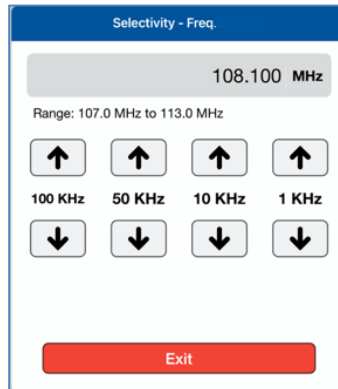 Selectivity - Freq.
108.100 MHz
Range: 107.0 MHz to 113.0 MHz
100 KHz 50 KHz 10 KHz 1 KHz
Exit